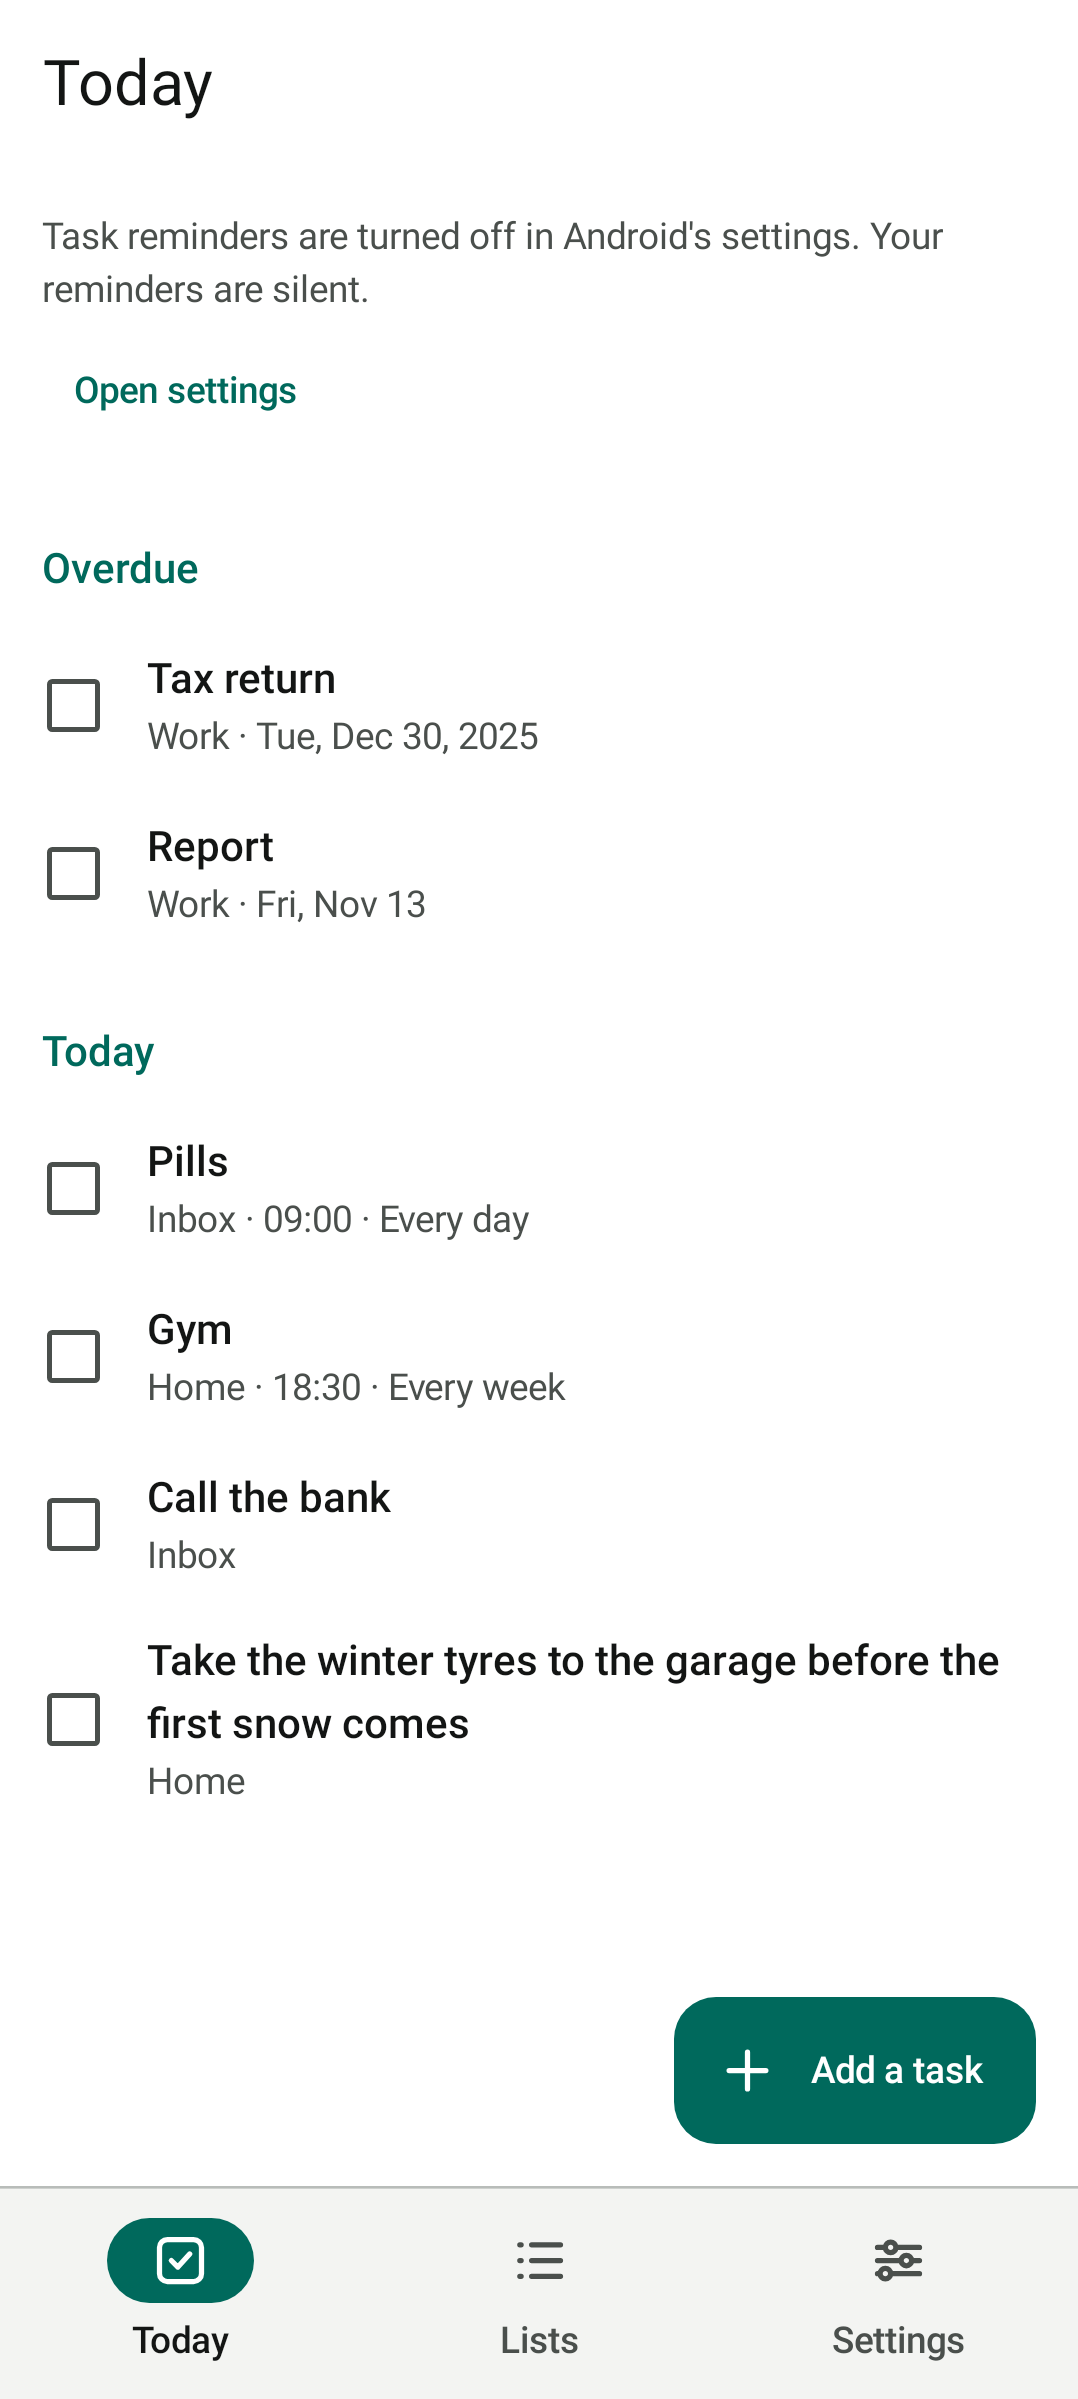 Today
Task reminders are turned off in Android's settings. Your
reminders are silent.
Open settings
Overdue
Tax return
Work · Tue, Dec 30, 2025
Report
Work · Fri, Nov 13
Today
Pills
Inbox · 09:00 · Every day
Gym
Home · 18:30 · Every week
Call the bank
Inbox
Take the winter tyres to the garage before the
first snow comes
Home
Add a task
Today
Lists
Settings